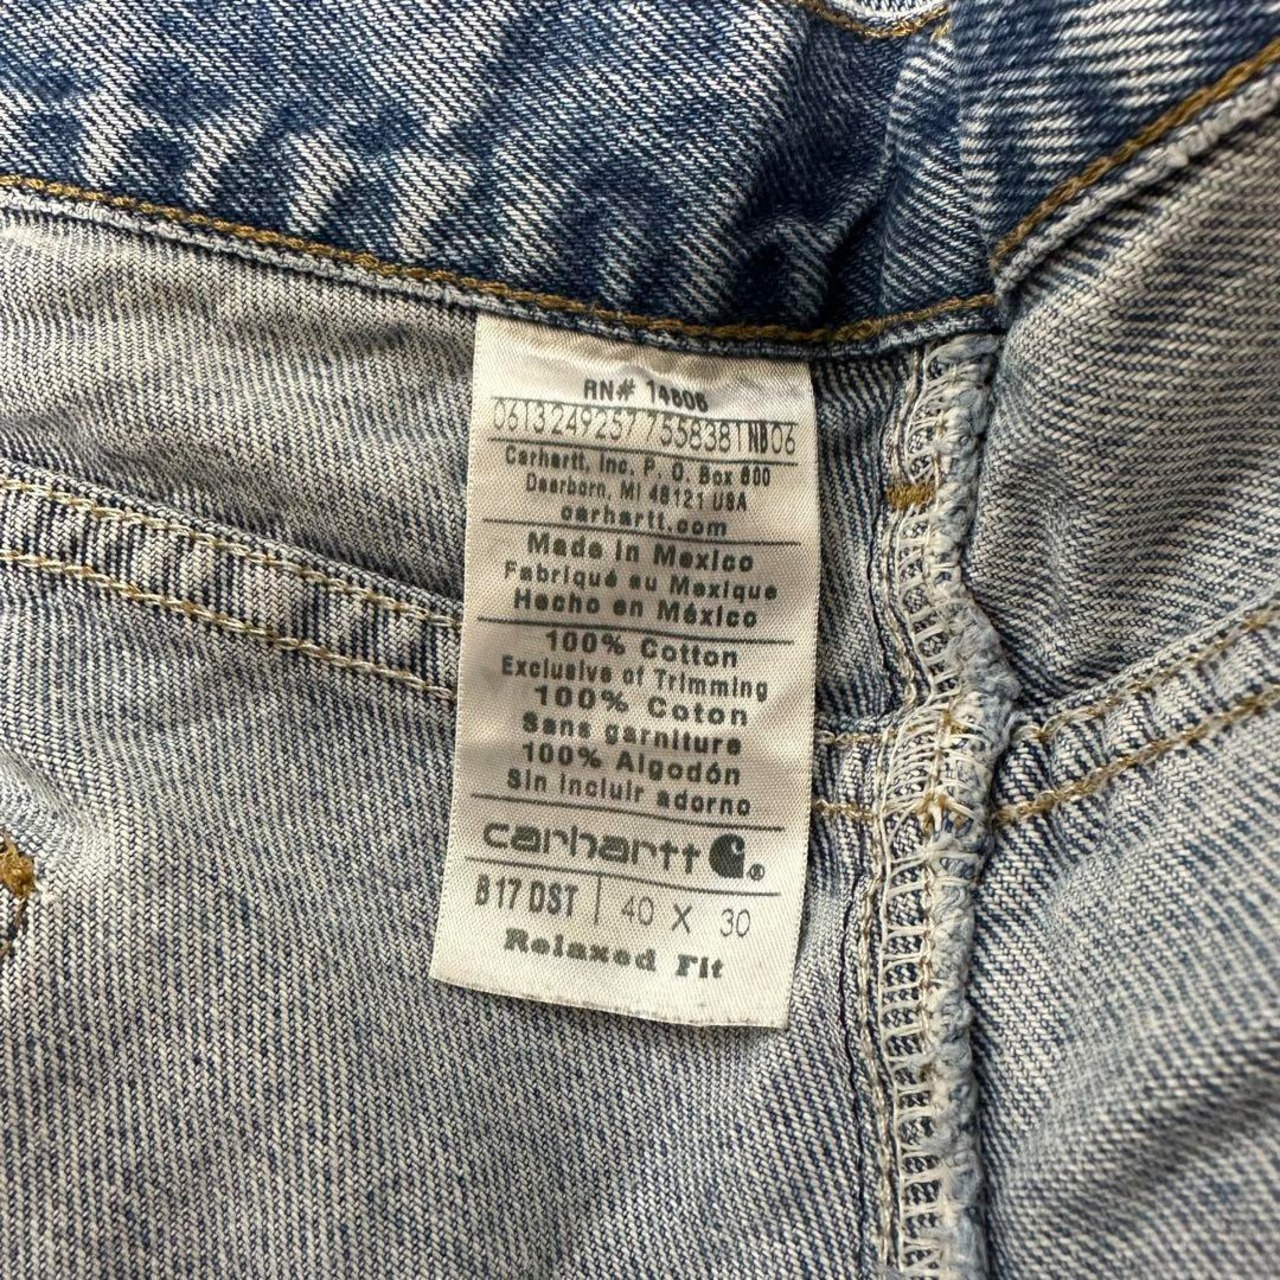 RN# 14806
0613249257 7558381 NB 06
Carhartt, Inc. P. O. Box 600
Dearborn, MI 48121 USA
carhartt.com
Made in Mexico
Fabriqué au Mexique
Hecho en México
100% Cotton
Exclusive of Trimming
100% Coton
Sans garniture
100% Algodón
Sin incluir adorno
carhartt ®
B17 DST | 40 X 30
Relaxed Fit